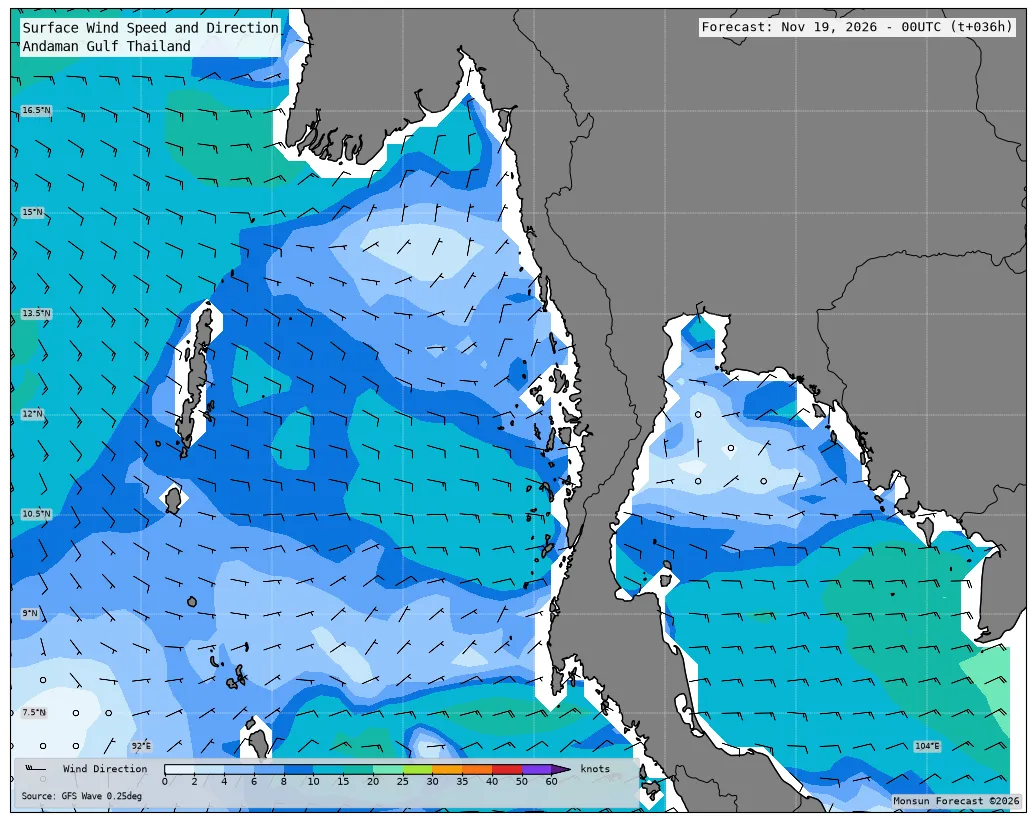 Surface Wind Speed and Direction
Andaman Gulf Thailand
Forecast: Nov 19, 2026 - 00UTC (t+036h)
16.5°N
15°N
13.5°N
12°N
10.5°N
9°N
7.5°N
92°E
104°E
Wind Direction
0 2 4 6 8 10 15 20 25 30 35 40 50 60
knots
Source: GFS Wave 0.25deg
Monsun Forecast ©2026